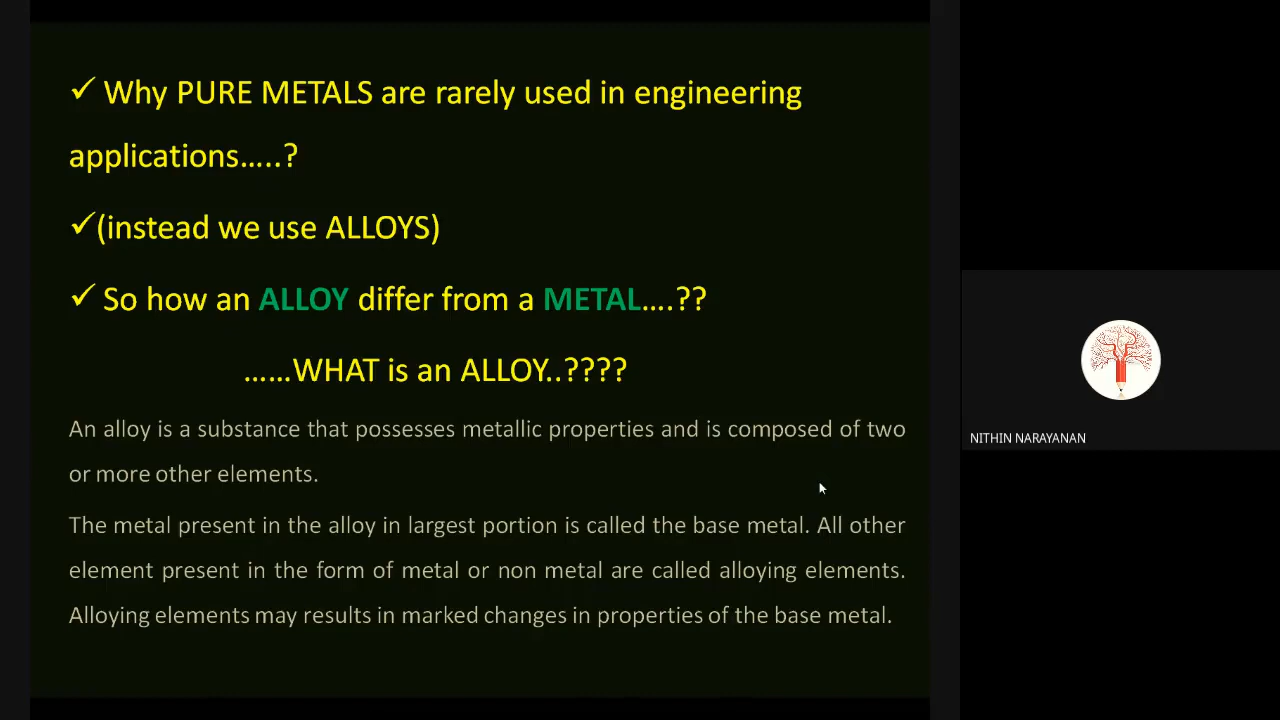 ✓ Why PURE METALS are rarely used in engineering
applications.....?
✓(instead we use ALLOYS)
✓ So how an ALLOY differ from a METAL....??
......WHAT is an ALLOY..????
An alloy is a substance that possesses metallic properties and is composed of two
or more other elements.
The metal present in the alloy in largest portion is called the base metal. All other
element present in the form of metal or non metal are called alloying elements.
Alloying elements may results in marked changes in properties of the base metal.
NITHIN NARAYANAN